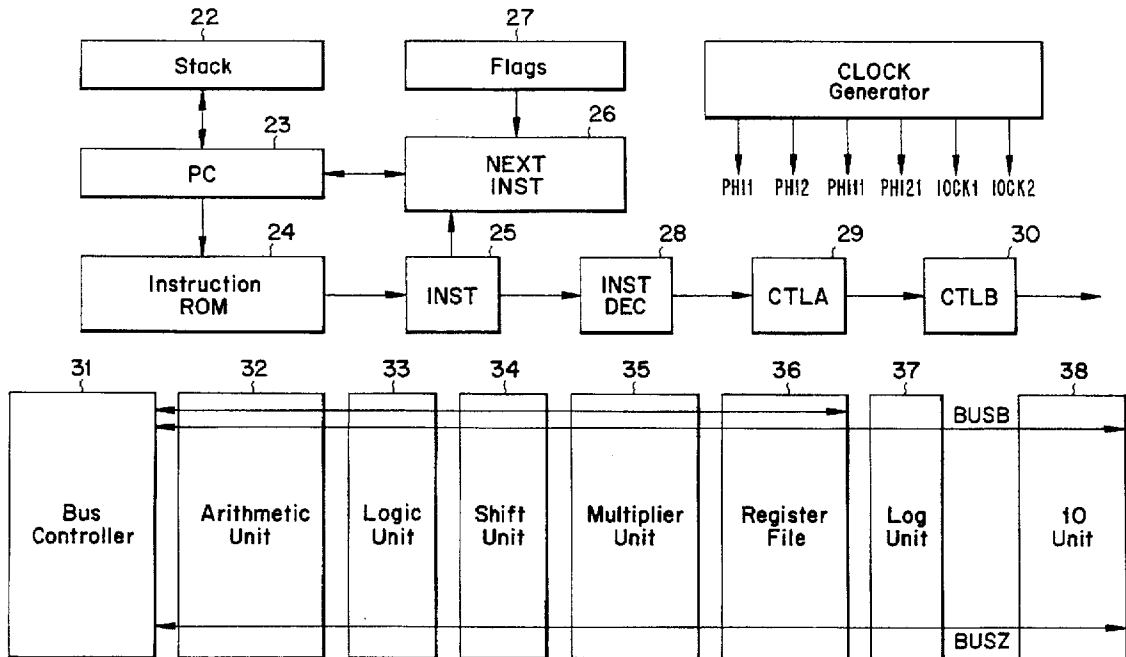 22
27
Stack
Flags
CLOCK
Generator
23
26
PC
NEXT
INST
PHI1 PHI2 PHI11 PHI21 IOCK1 IOCK2
24
25
28
29
30
Instruction
ROM
INST
INST
DEC
CTLA
CTLB
31 32 33 34 35 36 37 38
BUSB
Bus
Controller
Arithmetic
Unit
Logic
Unit
Shift
Unit
Multiplier
Unit
Register
File
Log
Unit
10
Unit
BUSZ